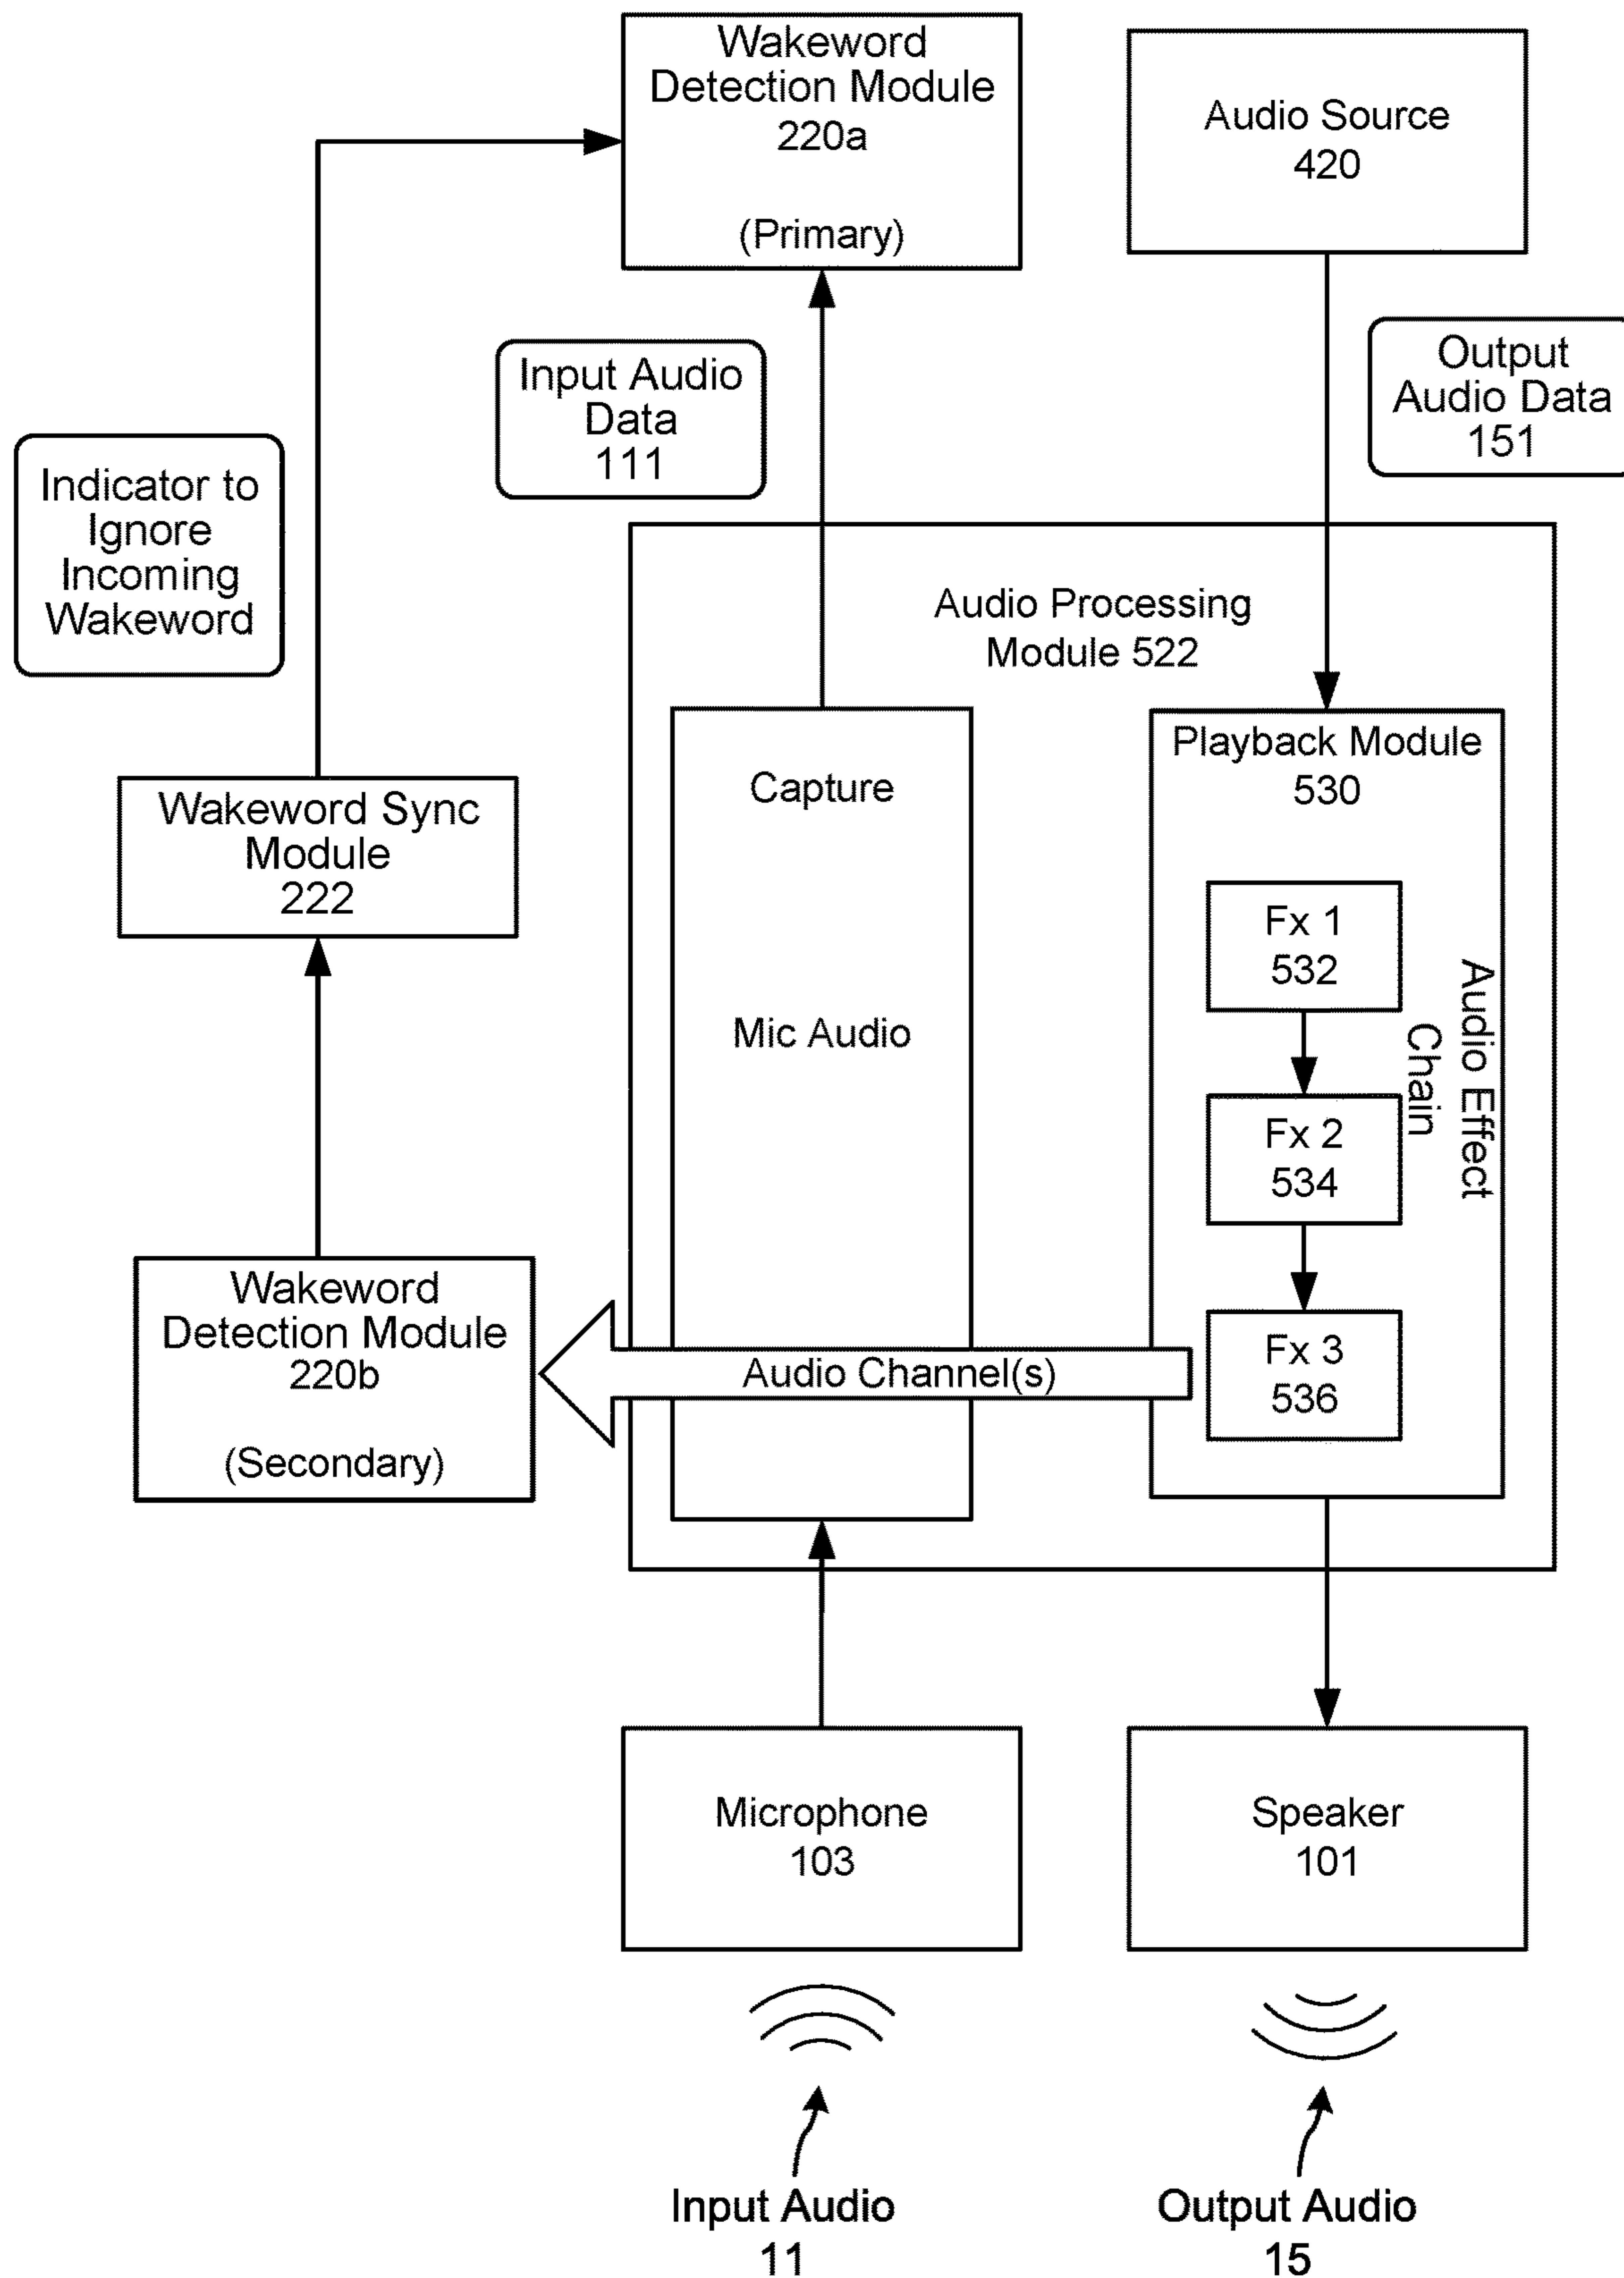 Wakeword
Detection Module
220a
(Primary)
Audio Source
420
Input Audio
Data
111
Output
Audio Data
151
Indicator to
Ignore
Incoming
Wakeword
Audio Processing
Module 522
Capture
Mic Audio
Playback Module
530
Wakeword Sync
Module
222
Fx 1
532
Fx 2
534
Fx 3
536
Audio Effect
Chain
Wakeword
Detection Module
220b
(Secondary)
Audio Channel(s)
Microphone
103
Speaker
101
Input Audio
11
Output Audio
15